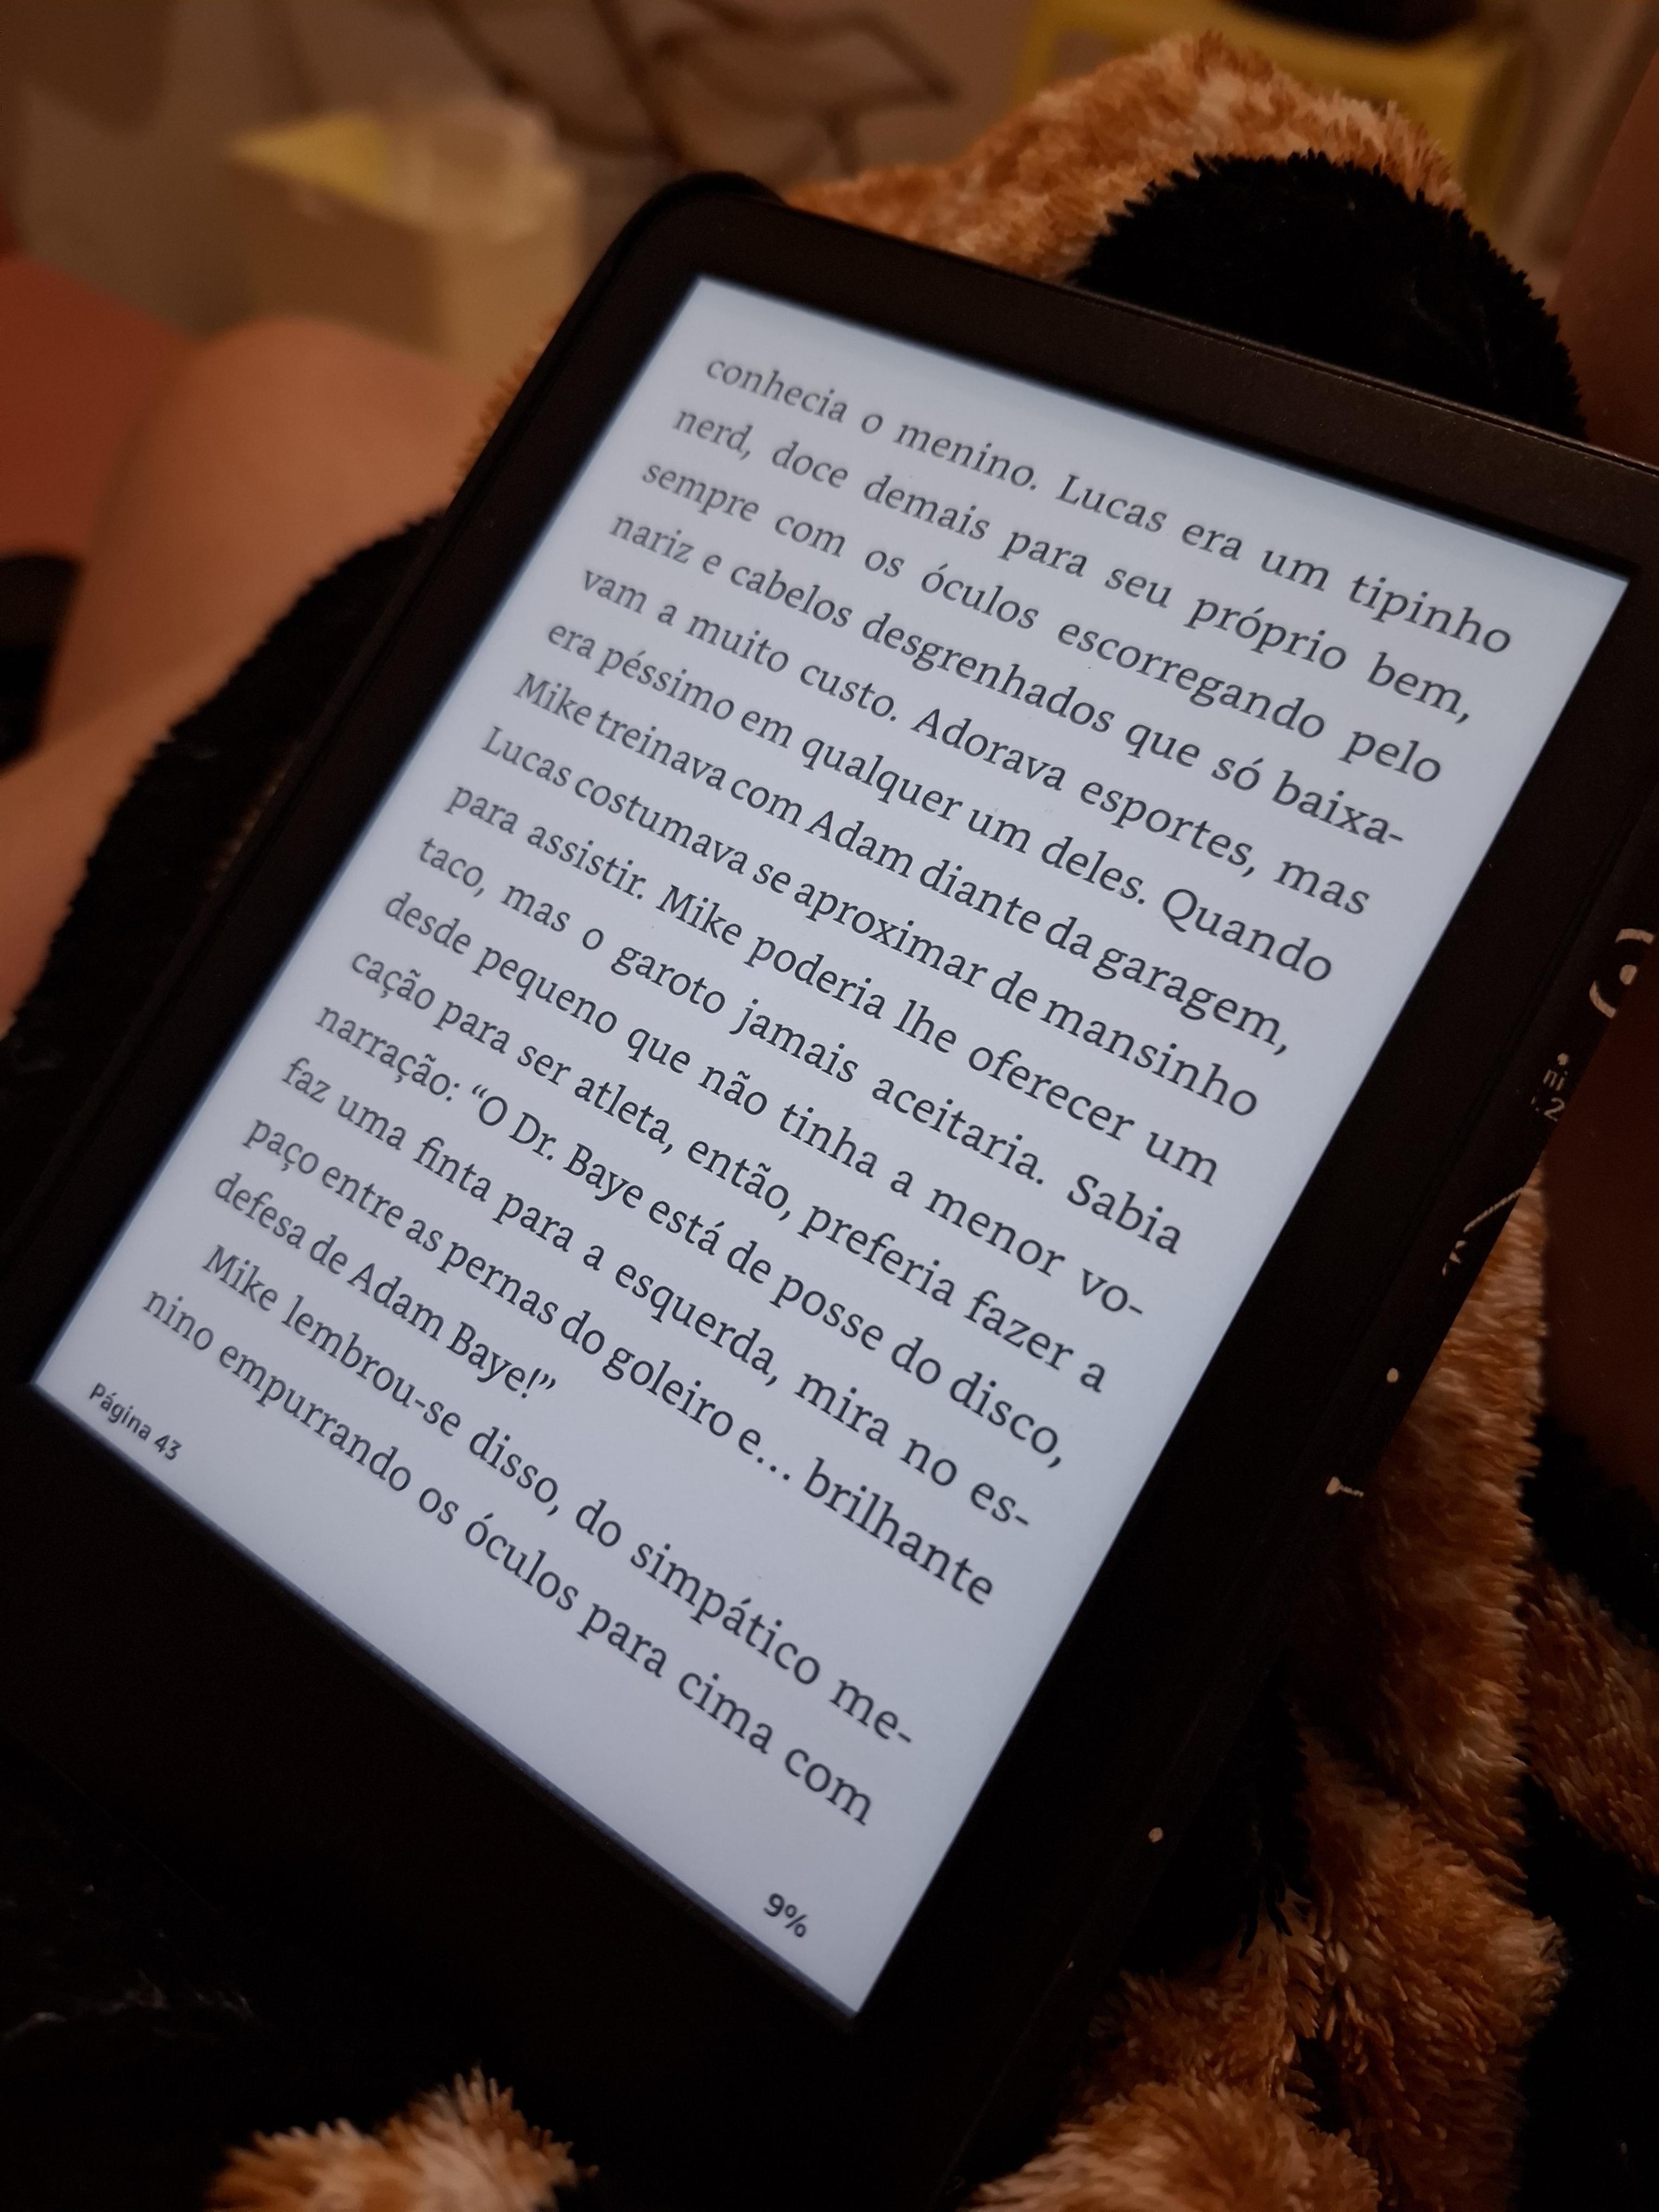 conhecia o menino. Lucas era um tipinho
nerd, doce demais para seu próprio bem,
sempre com os óculos escorregando pelo
nariz e cabelos desgrenhados que só baixa-
vam a muito custo. Adorava esportes, mas
era péssimo em qualquer um deles. Quando
Mike treinava com Adam diante da garagem,
Lucas costumava se aproximar de mansinho
para assistir. Mike poderia lhe oferecer um
taco, mas o garoto jamais aceitaria. Sabia
desde pequeno que não tinha a menor vo-
cação para ser atleta, então, preferia fazer a
narração: “O Dr. Baye está de posse do disco,
faz uma finta para a esquerda, mira no es-
paço entre as pernas do goleiro e... brilhante
defesa de Adam Baye!”
Mike lembrou-se disso, do simpático me-
nino empurrando os óculos para cima com
Página 43
9%